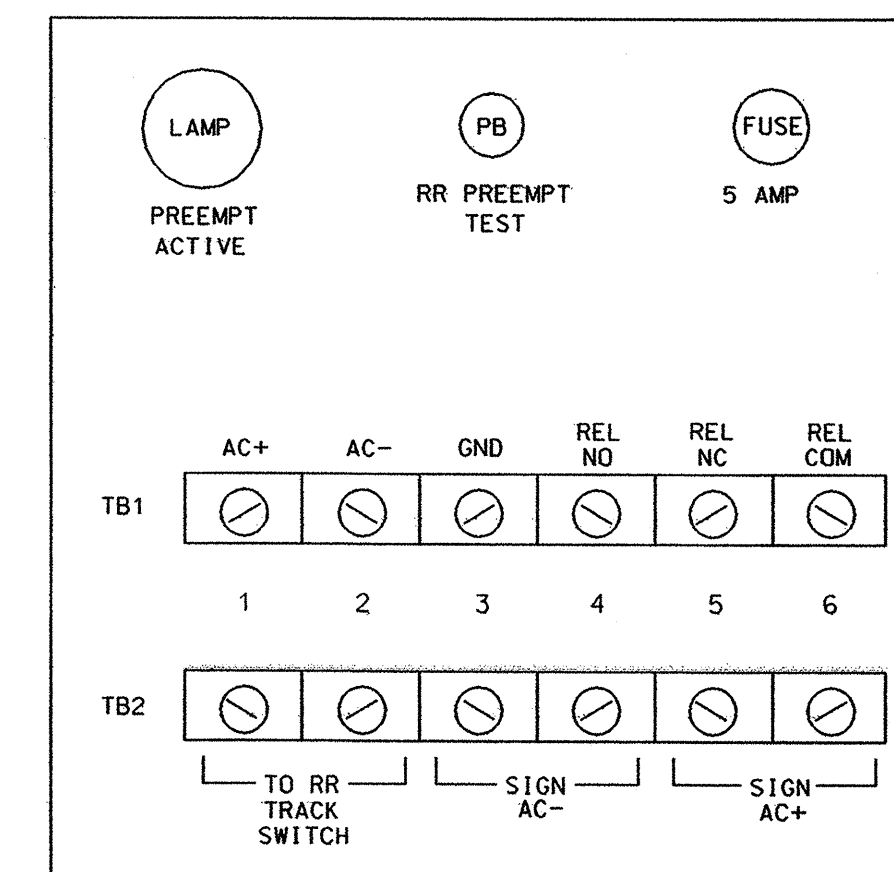 LAMP
PB
FUSE
PREEMPT
ACTIVE
RR PREEMPT
TEST
5 AMP
AC+
AC-
GND
REL
NO
REL
NC
REL
COM
TB1
1
2
3
4
5
6
TB2
TO RR
TRACK
SWITCH
SIGN
AC-
SIGN
AC+